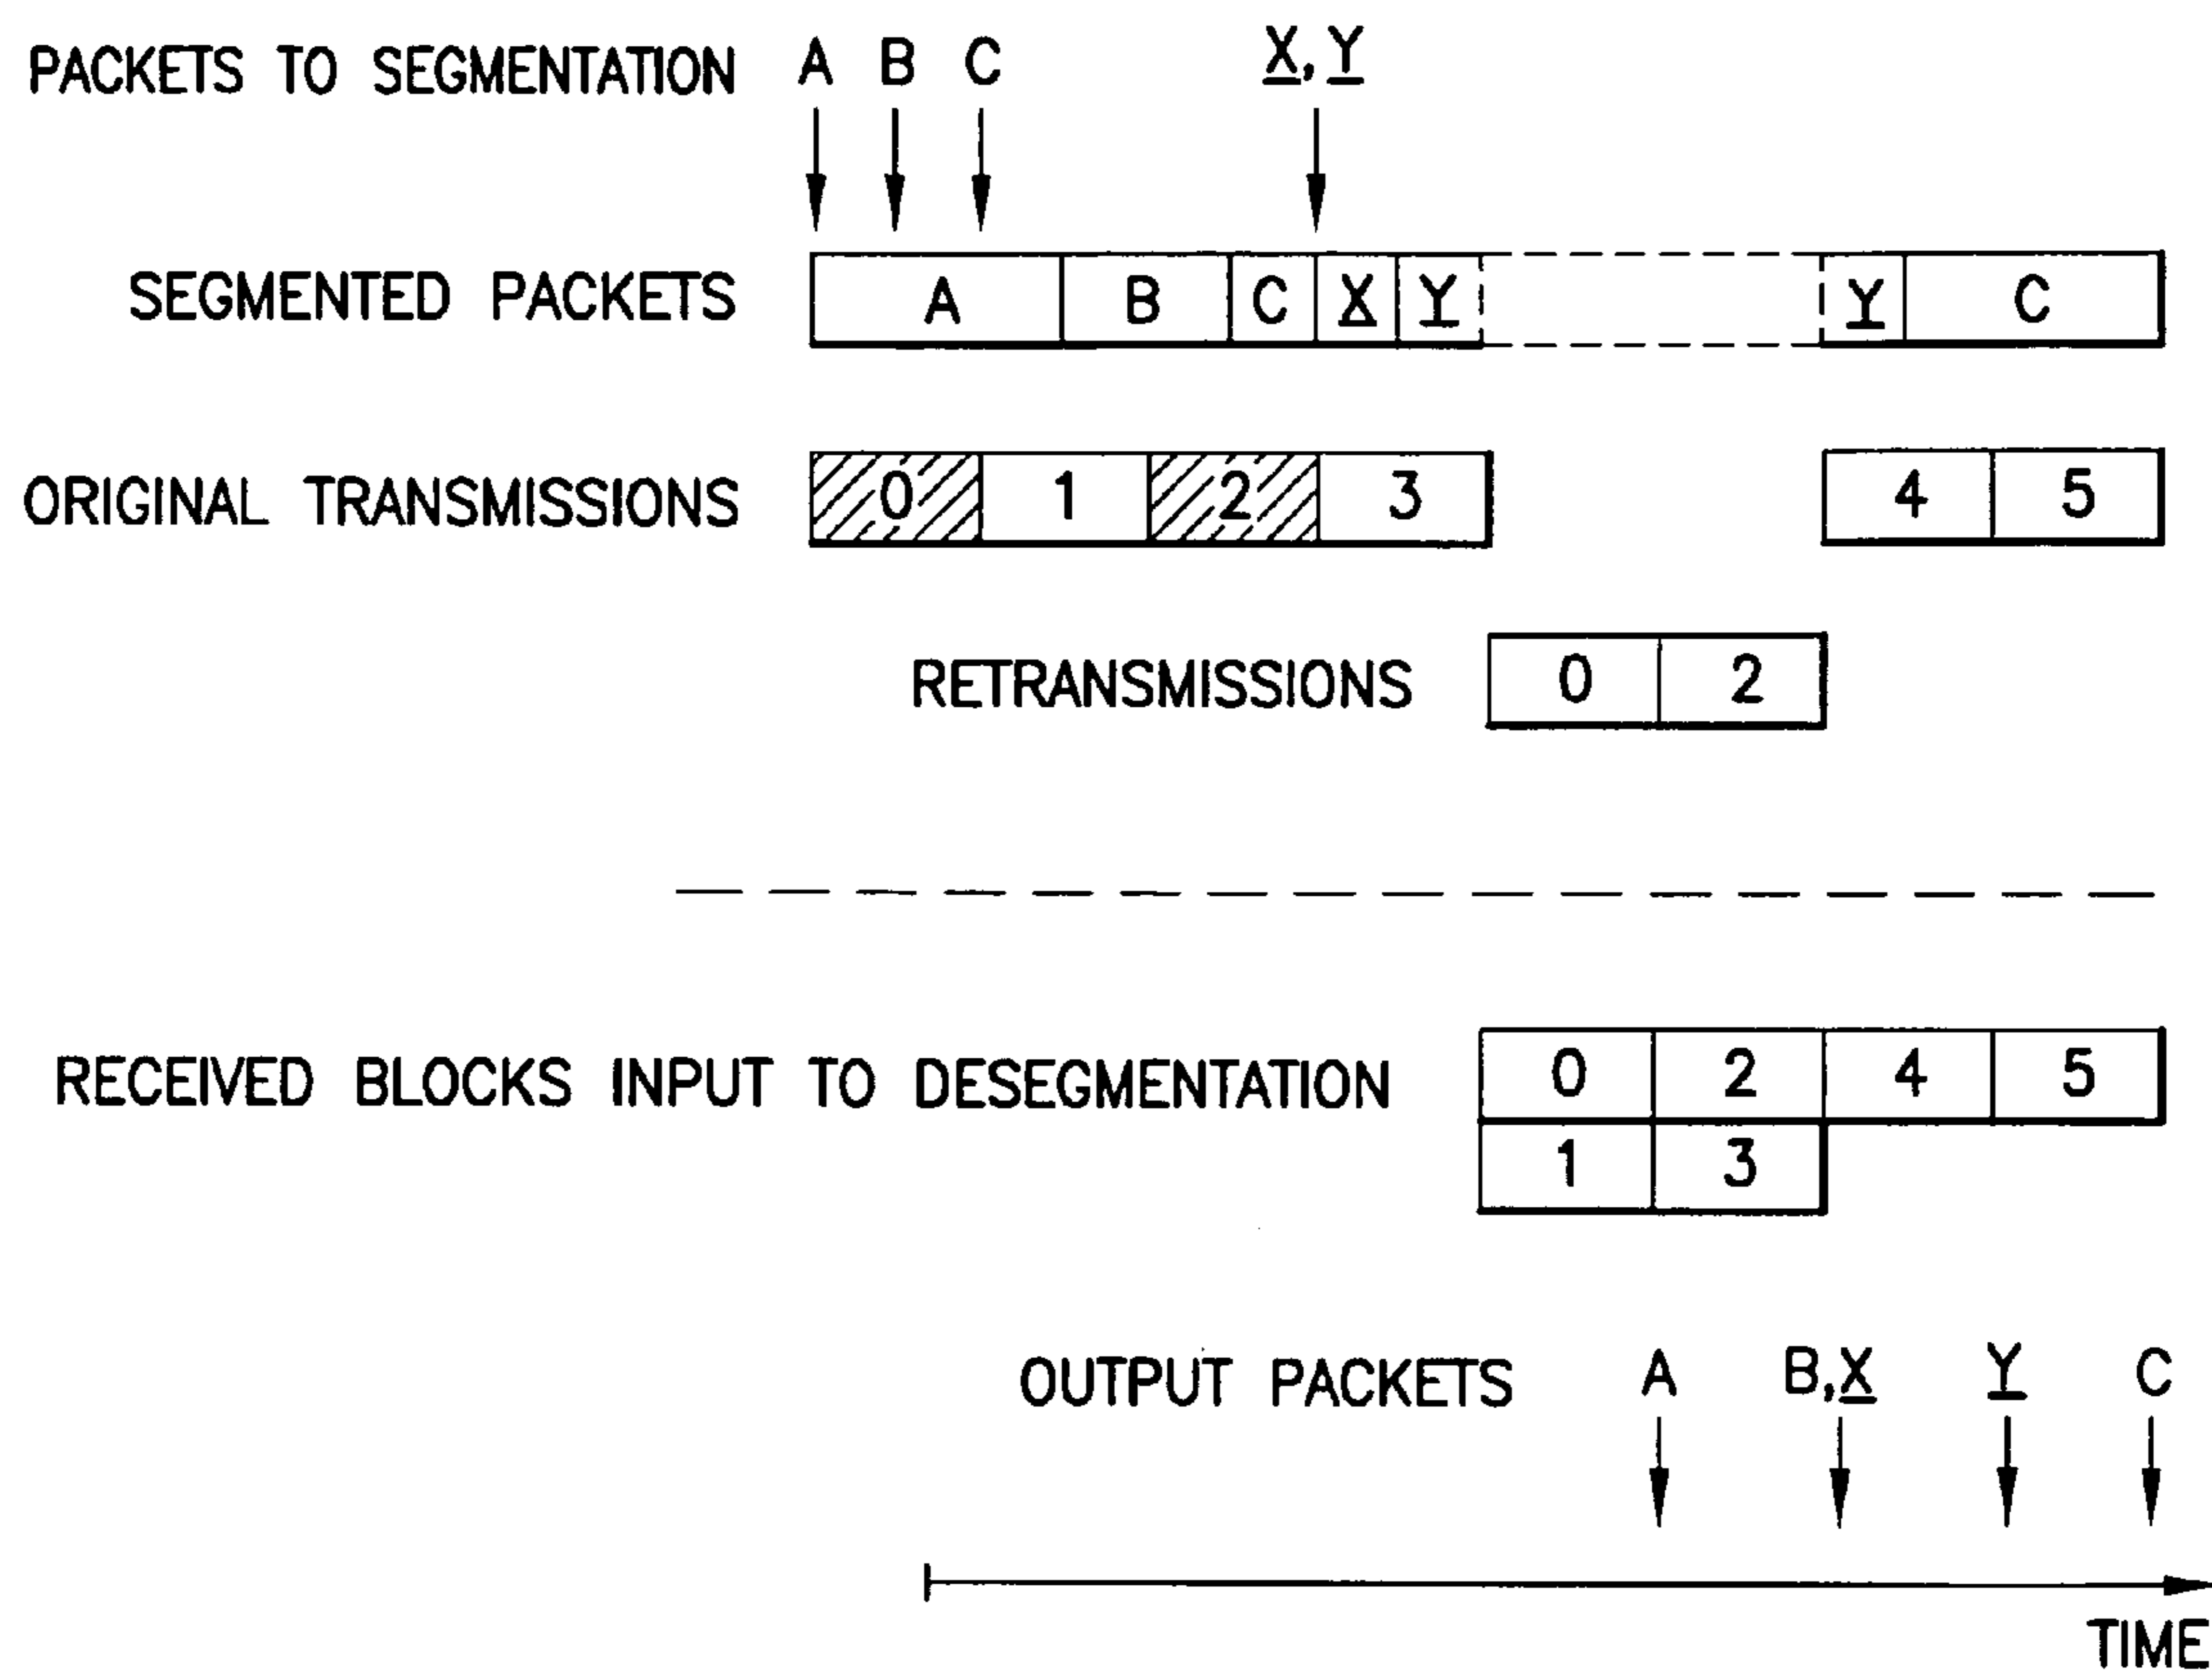 PACKETS TO SEGMENTATION A B C X, Y
SEGMENTED PACKETS A B C X Y Y C
ORIGINAL TRANSMISSIONS 0 1 2 3 4 5
RETRANSMISSIONS 0 2
RECEIVED BLOCKS INPUT TO DESEGMENTATION 0 2 4 5
1 3
OUTPUT PACKETS A B,X Y C
TIME